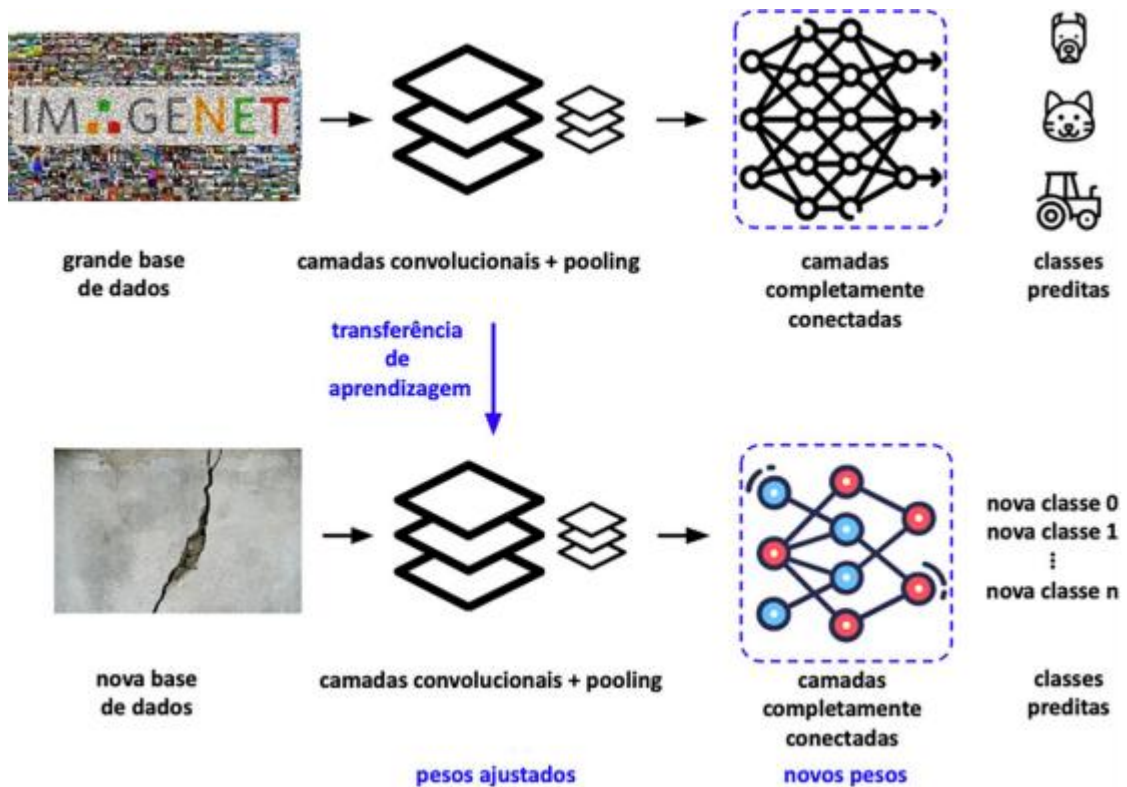 IMAGENET
grande base
de dados
camadas convolucionais + pooling
camadas
completamente
conectadas
classes
preditas
transferência
de
aprendizagem
nova classe 0
nova classe 1
⋮
nova classe n
nova base
de dados
camadas convolucionais + pooling
camadas
completamente
conectadas
classes
preditas
pesos ajustados
novos pesos